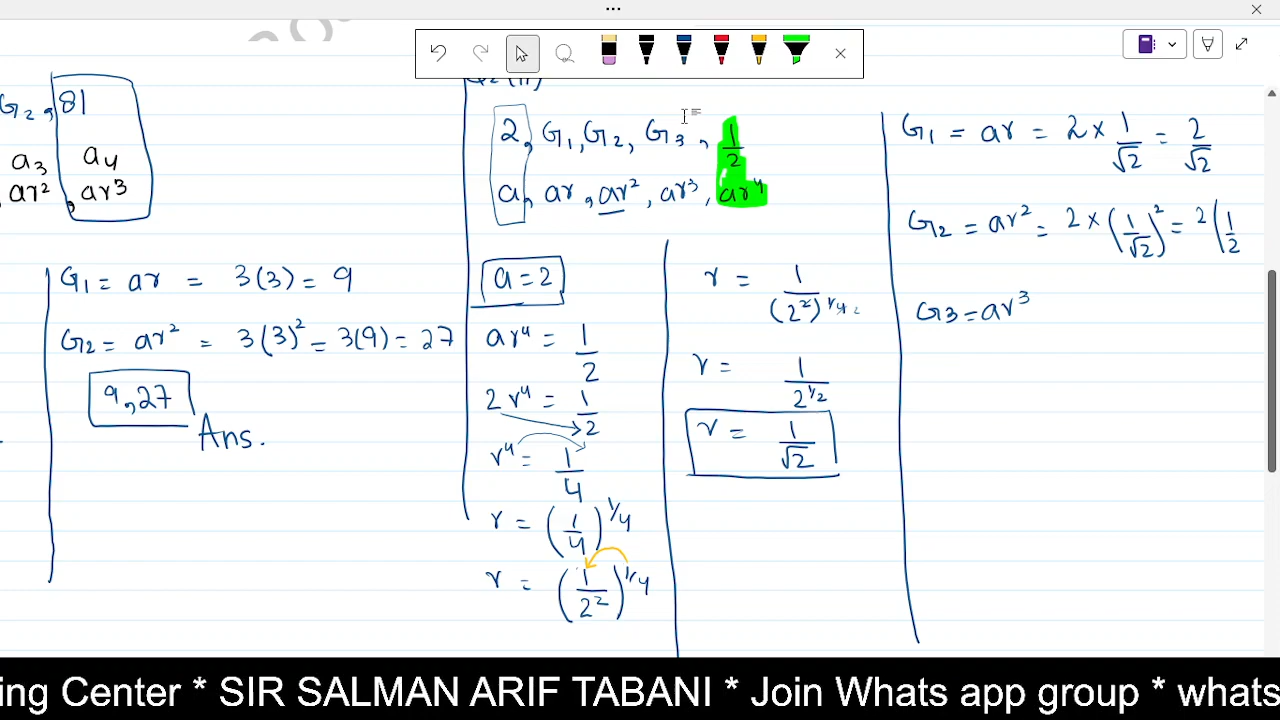 G₂, 81
a₃ a₄
ar², ar³
G₁ = ar = 3(3) = 9
G₂ = ar² = 3(3)² = 3(9) = 27
9,27
Ans.
2, G₁, G₂, G₃, 1/2
a, ar, ar², ar³, ar⁴
a = 2
ar⁴ = 1/2
2r⁴ = 1/2
r⁴ = 1/4
r = (1/4)^1/4
r = (1/2²)^1/4
r = 1/(2²)^1/4₂
r = 1/2^1/2
r = 1/√2
G₁ = ar = 2 × 1/√2 = 2/√2
G₂ = ar² = 2 × (1/√2)² = 2(1/2
G₃ = ar³
ing Center * SIR SALMAN ARIF TABANI * Join Whats app group * whats